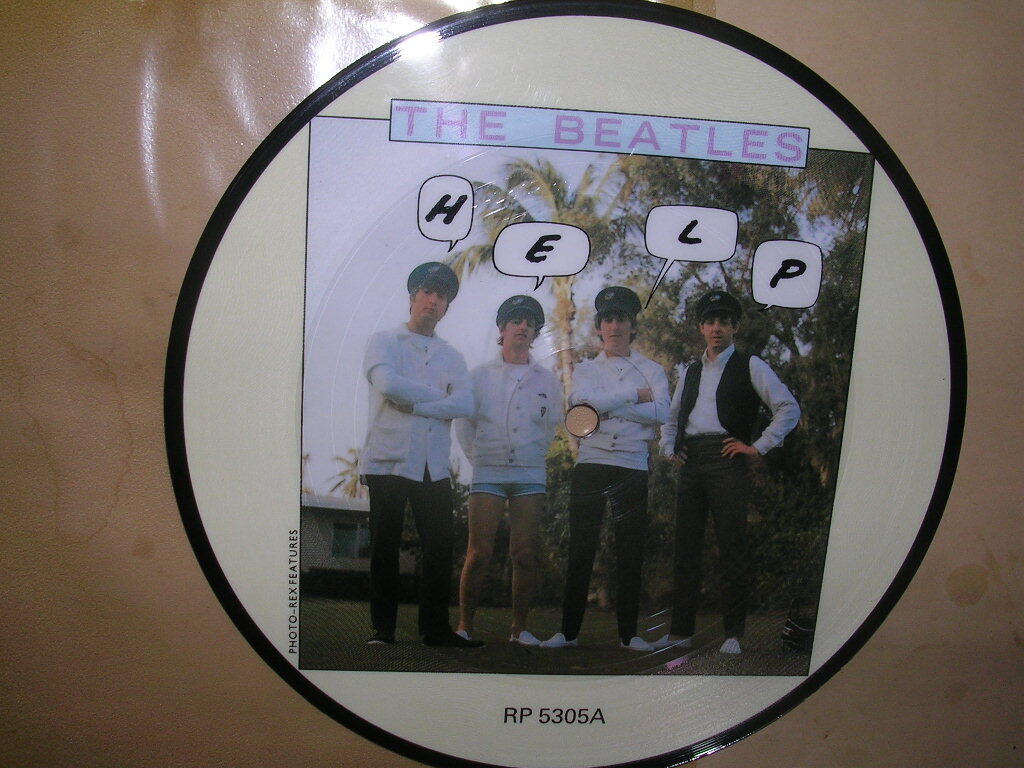 THE BEATLES
H
E
L
P
PHOTO-REX FEATURES
RP 5305A